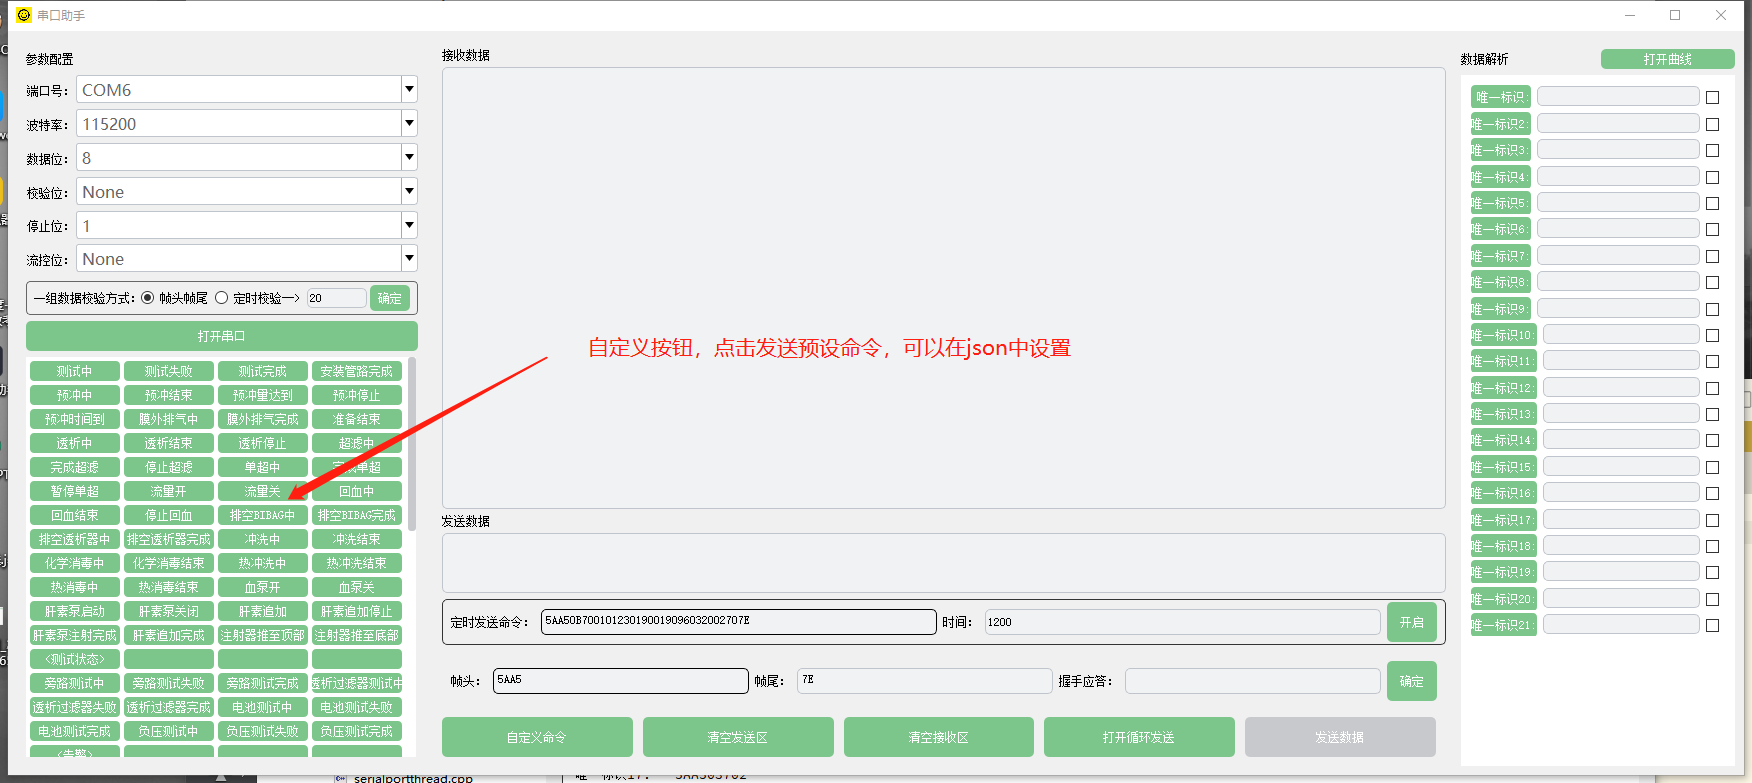 串口助手
参数配置
端口号: COM6
波特率: 115200
数据位: 8
校验位: None
停止位: 1
流控位: None
一组数据校验方式: 帧头帧尾 定时校验—> 20 确定
打开串口
测试中 测试失败 测试完成 安装管路完成
预冲中 预冲结束 预冲量达到 预冲停止
预冲时间到 膜外排气中 膜外排气完成 准备结束
透析中 透析结束 透析停止 超滤中
完成超滤 停止超滤 单超中 完成单超
暂停单超 流量开 流量关 回血中
回血结束 停止回血 排空BIBAG中 排空BIBAG完成
排空透析器中 排空透析器完成 冲洗中 冲洗结束
化学消毒中 化学消毒结束 热冲洗中 热冲洗结束
热消毒中 热消毒结束 血泵开 血泵关
肝素泵启动 肝素泵关闭 肝素追加 肝素追加停止
肝素泵注射完成 肝素追加完成 注射器推至顶部 注射器推至底部
<测试状态>
旁路测试中 旁路测试失败 旁路测试完成 透析过滤器测试中
透析过滤器失败 透析过滤器完成 电池测试中 电池测试失败
电池测试完成 负压测试中 负压测试失败 负压测试完成
<告警>
接收数据
自定义按钮，点击发送预设命令，可以在json中设置
发送数据
定时发送命令: 5AA50B700101230190019096032002707E 时间: 1200 开启
帧头: 5AA5 帧尾: 7E 握手应答: 确定
自定义命令 清空发送区 清空接收区 打开循环发送 发送数据
数据解析 打开曲线
唯一标识:
唯一标识2:
唯一标识3:
唯一标识4:
唯一标识5:
唯一标识6:
唯一标识7:
唯一标识8:
唯一标识9:
唯一标识10:
唯一标识11:
唯一标识12:
唯一标识13:
唯一标识14:
唯一标识15:
唯一标识16:
唯一标识17:
唯一标识18:
唯一标识19:
唯一标识20:
唯一标识21:
serialportthread.cpp